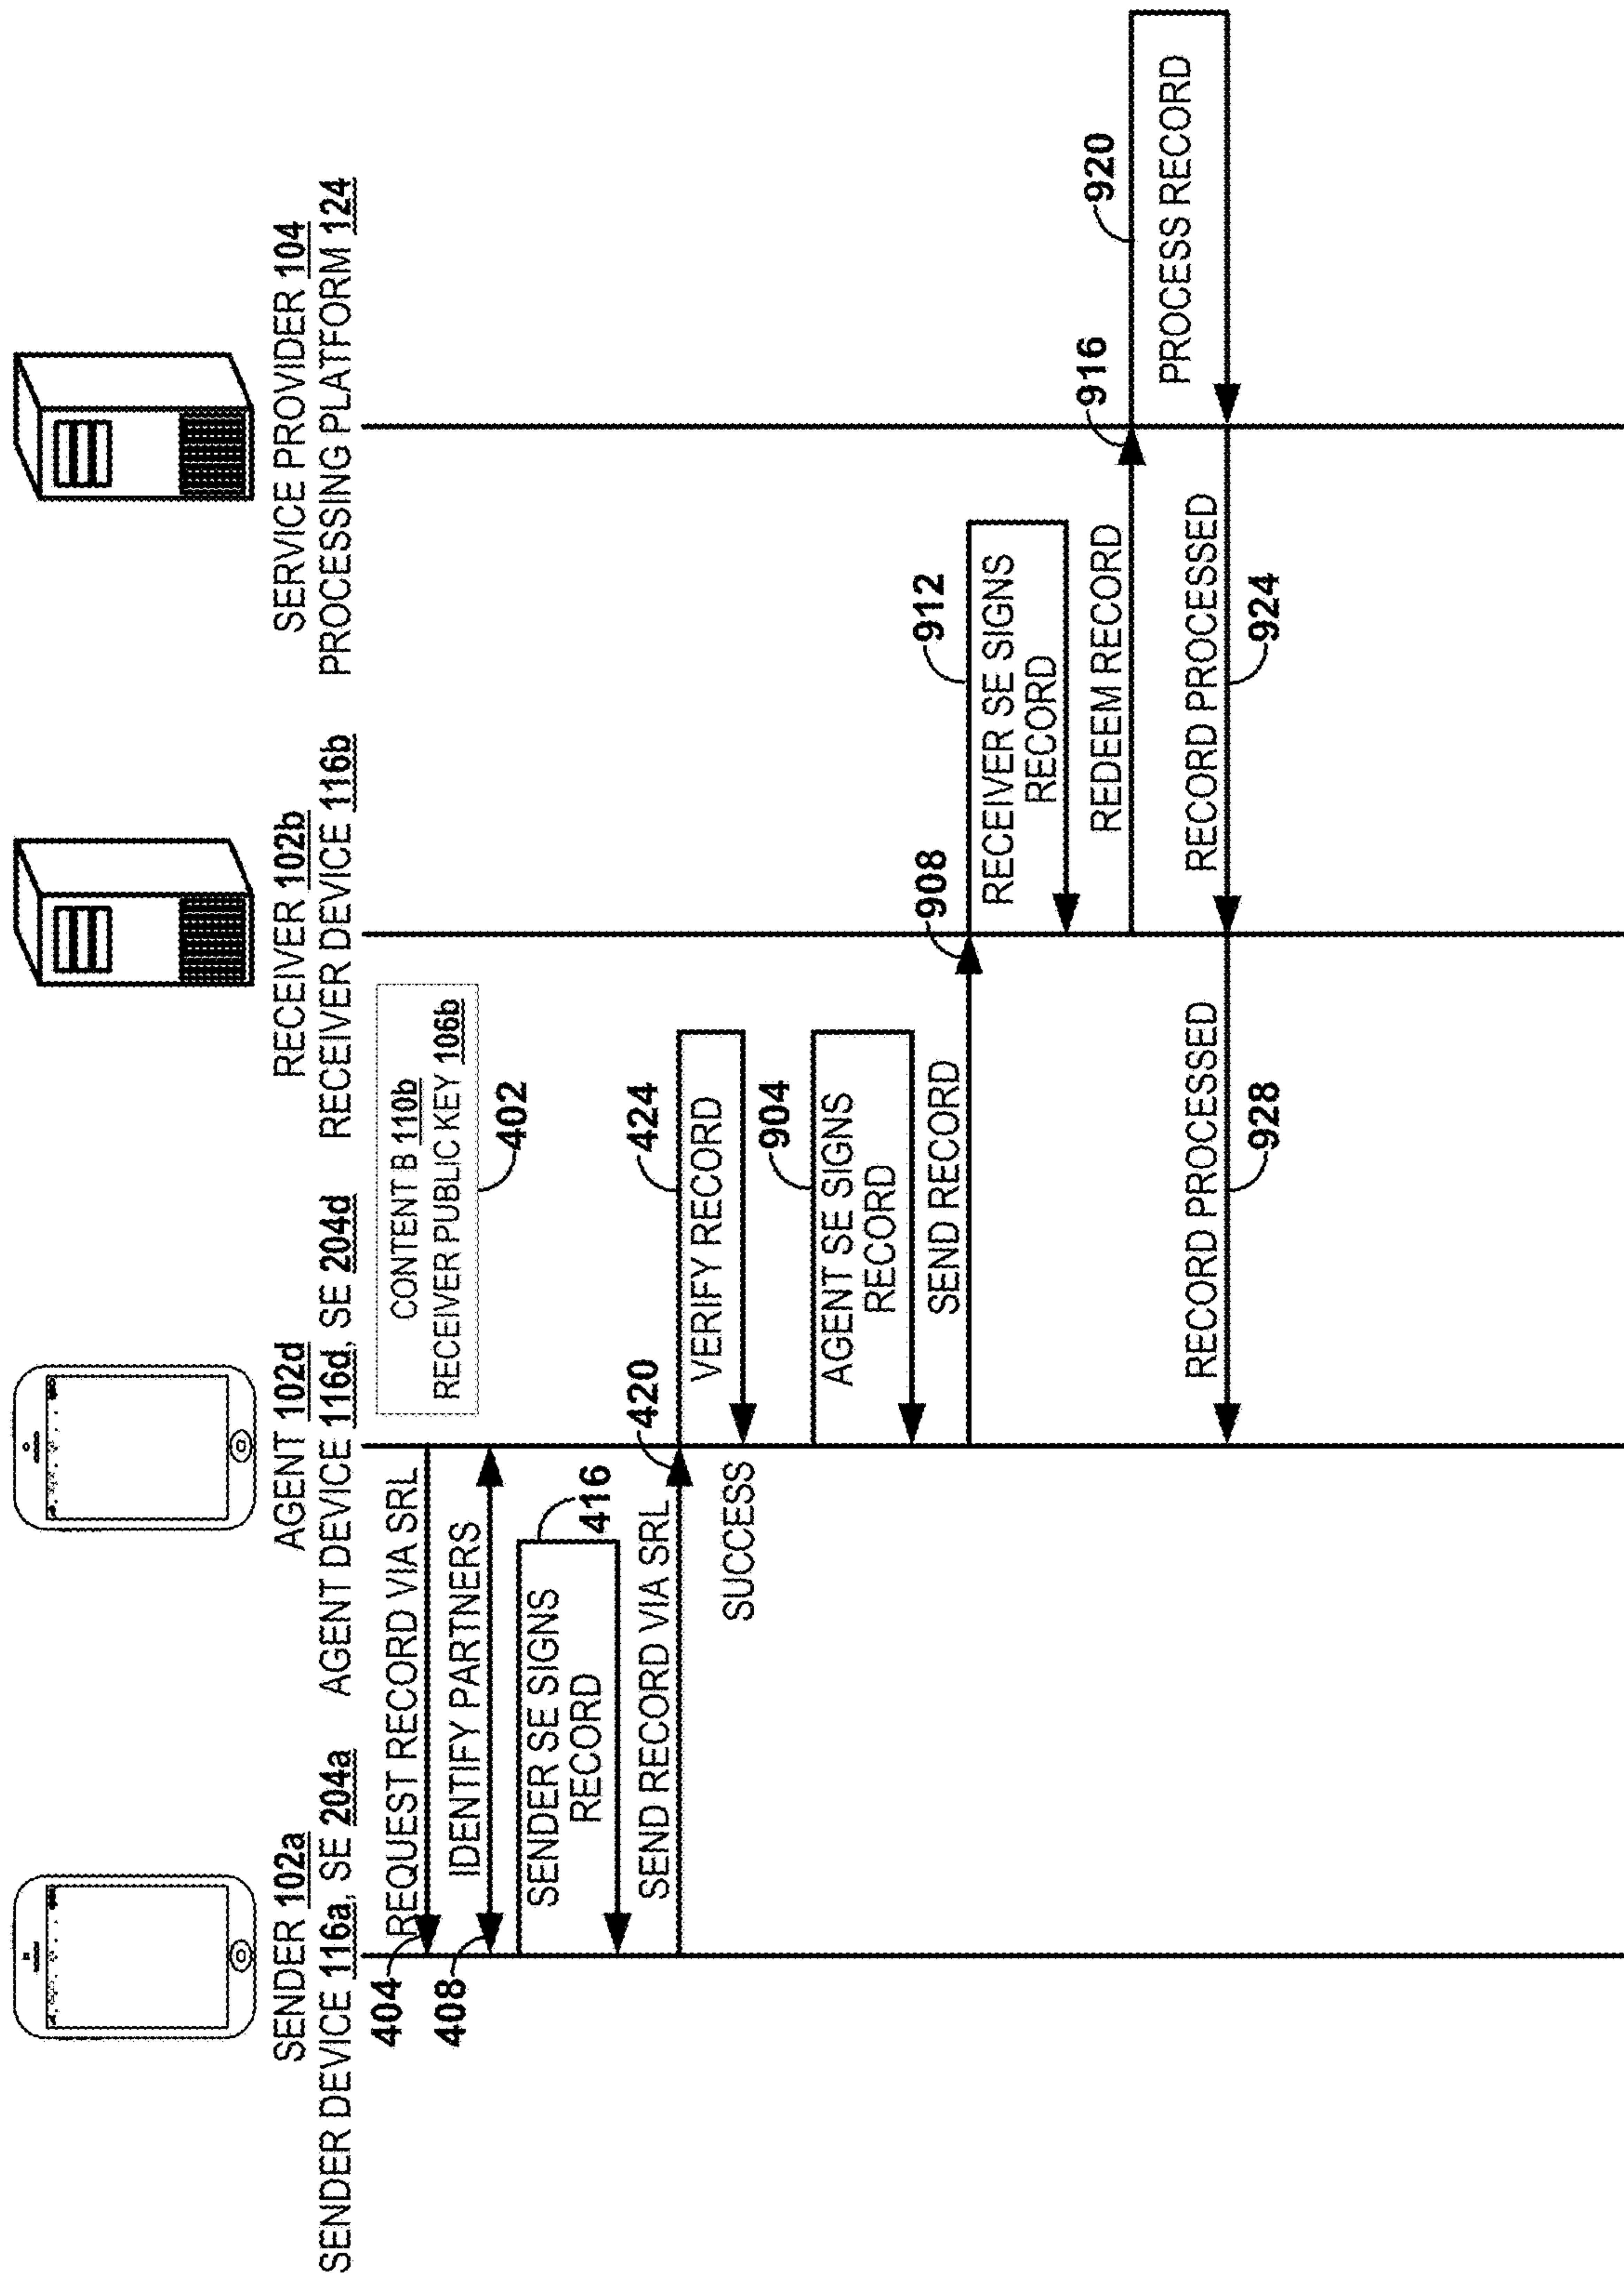 SENDER 102a
SENDER DEVICE 116a, SE 204a
AGENT 102d
AGENT DEVICE 116d, SE 204d
RECEIVER 102b
RECEIVER DEVICE 116b
SERVICE PROVIDER 104
PROCESSING PLATFORM 124
CONTENT B 110b
RECEIVER PUBLIC KEY 106b
402
404
REQUEST RECORD VIA SRL
408
IDENTIFY PARTNERS
SENDER SE SIGNS
RECORD
416
SEND RECORD VIA SRL
420
424
VERIFY RECORD
SUCCESS
904
AGENT SE SIGNS
RECORD
SEND RECORD
908
912
RECEIVER SE SIGNS
RECORD
REDEEM RECORD
916
920
PROCESS RECORD
RECORD PROCESSED
924
RECORD PROCESSED
928